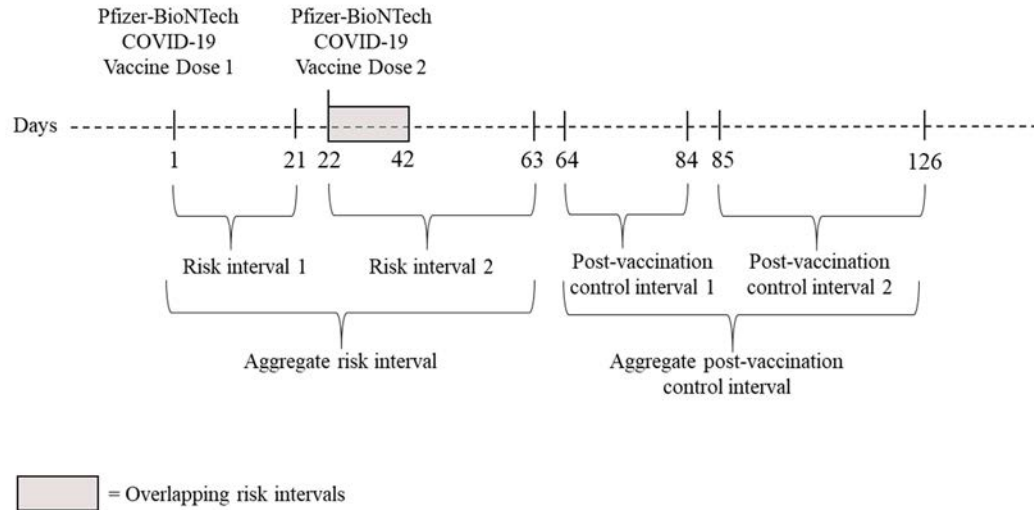 Pfizer-BioNTech
COVID-19
Vaccine Dose 1
Pfizer-BioNTech
COVID-19
Vaccine Dose 2
Days
1
21
22
42
63
64
84
85
126
Risk interval 1
Risk interval 2
Post-vaccination
control interval 1
Post-vaccination
control interval 2
Aggregate risk interval
Aggregate post-vaccination
control interval
= Overlapping risk intervals